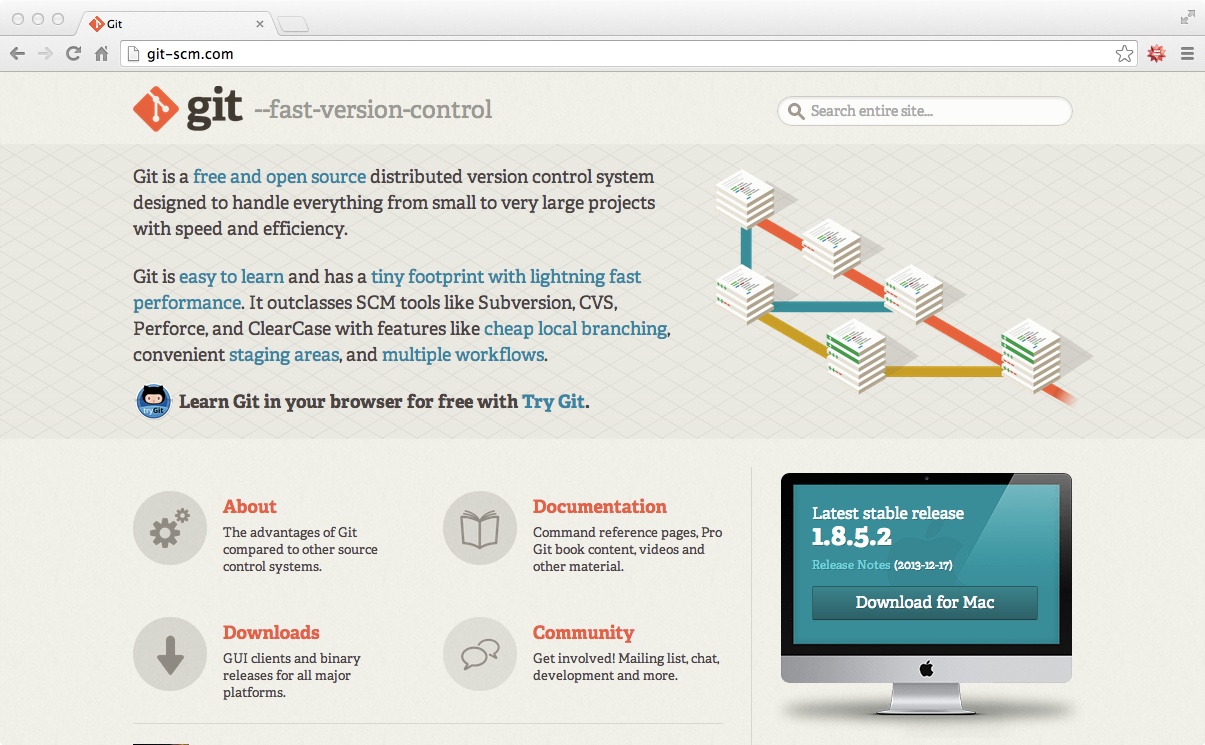 Git
git-scm.com
git --fast-version-control
Search entire site...
Git is a free and open source distributed version control system
designed to handle everything from small to very large projects
with speed and efficiency.
Git is easy to learn and has a tiny footprint with lightning fast
performance. It outclasses SCM tools like Subversion, CVS,
Perforce, and ClearCase with features like cheap local branching,
convenient staging areas, and multiple workflows.
tryGit
Learn Git in your browser for free with Try Git.
About
The advantages of Git
compared to other source
control systems.
Documentation
Command reference pages, Pro
Git book content, videos and
other material.
Downloads
GUI clients and binary
releases for all major
platforms.
Community
Get involved! Mailing list, chat,
development and more.
Latest stable release
1.8.5.2
Release Notes (2013-12-17)
Download for Mac